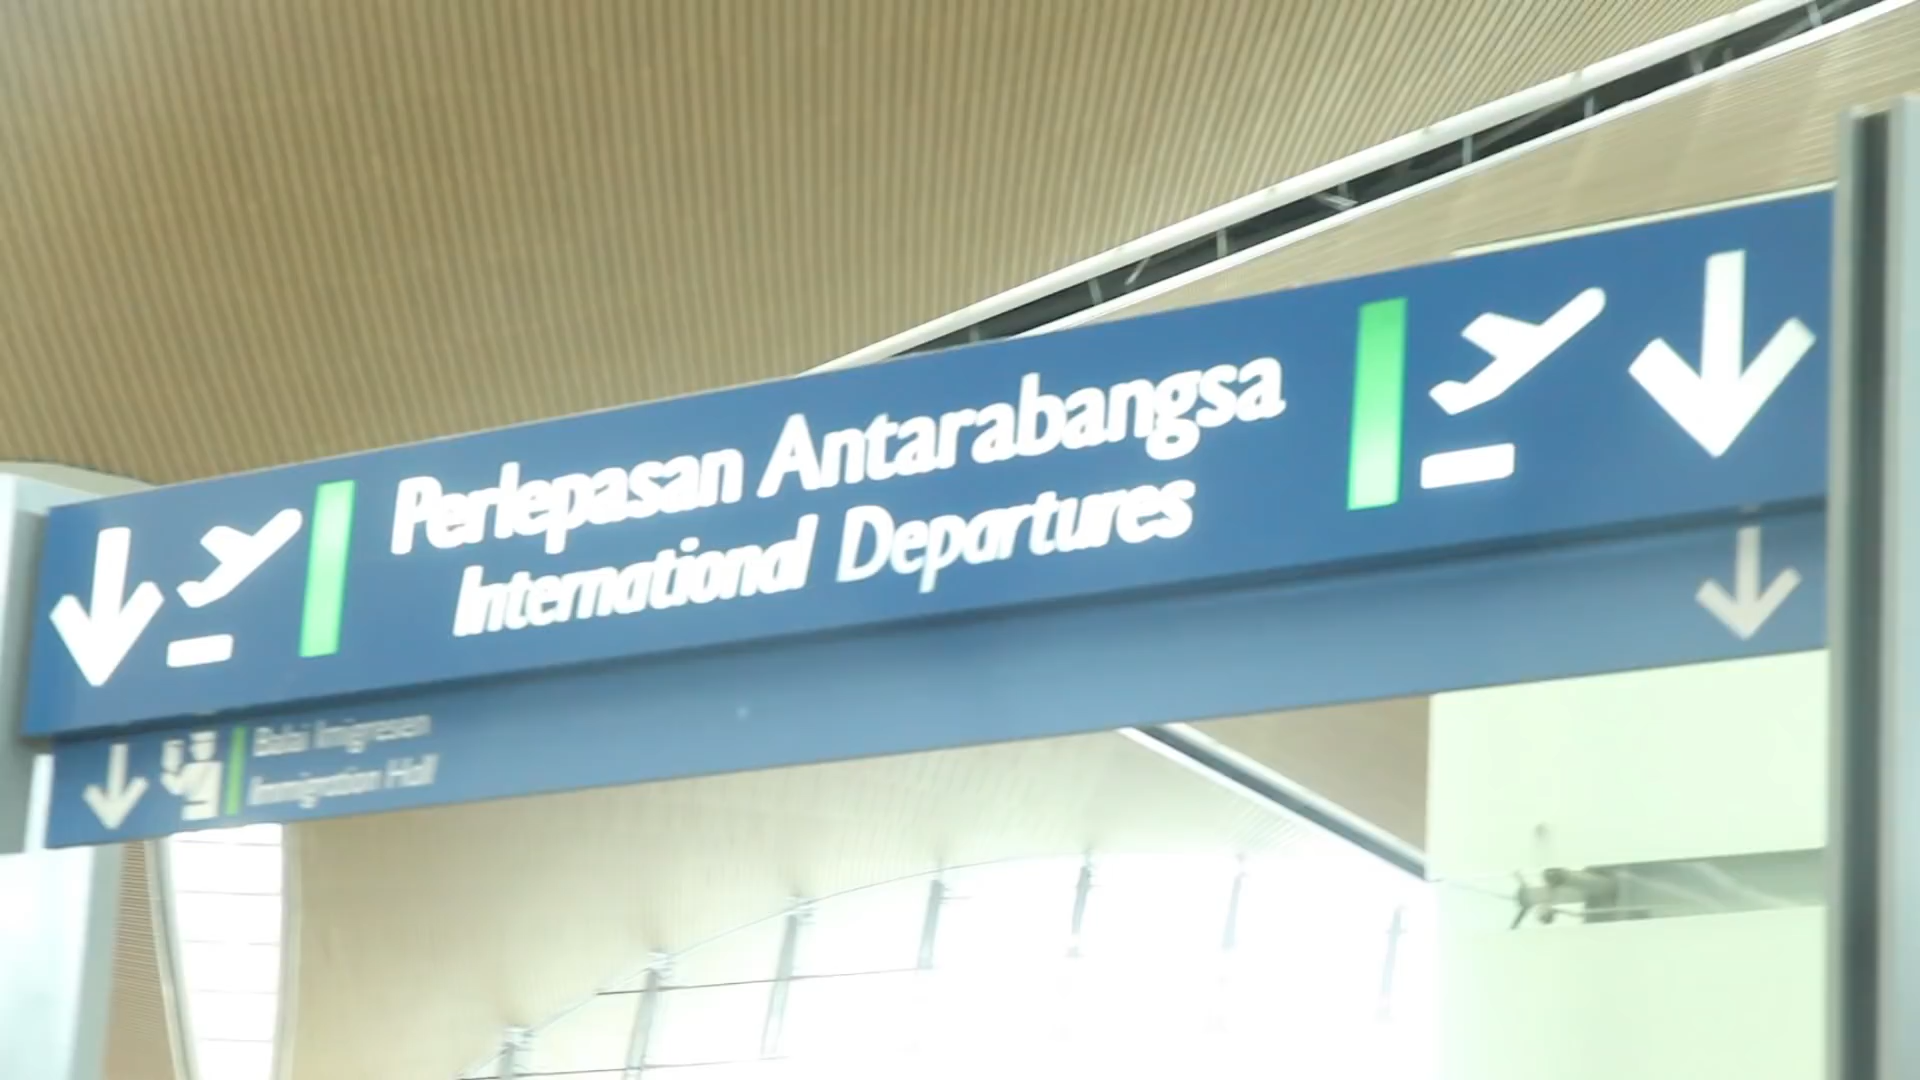 Perlepasan Antarabangsa
International Departures
Balai Imigresen
Immigration Hall